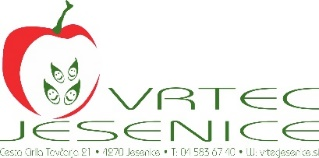 VRTEC
JESENICE
Cesta Cirila Tavčarja 21 • 4270 Jesenice • T: 04 583 67 40 • W: vrtecjesenice.si